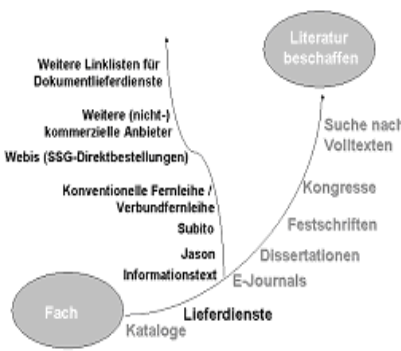 Literatur
beschaffen
Weitere Linklisten für
Dokumentlieferdienste
Weitere (nicht-)
kommerzielle Anbieter
Webis (SSG-Direktbestellungen)
Konventionelle Fernleihe /
Verbundfernleihe
Subito
Jason
Informationstext
Suche nach
Volltexten
Kongresse
Festschriften
Dissertationen
E-Journals
Lieferdienste
Kataloge
Fach